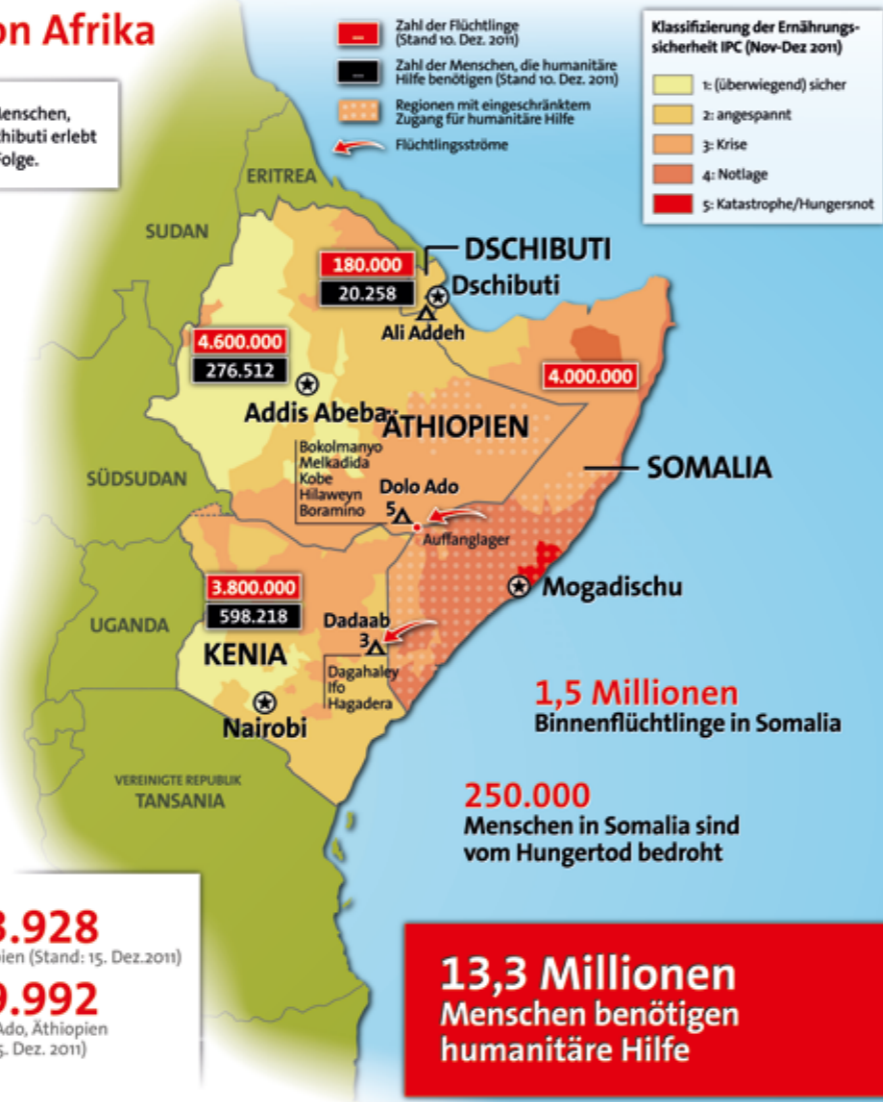 on Afrika
Menschen,
chibuti erlebt
Folge.
Zahl der Flüchtlinge
(Stand 10. Dez. 2011)
Zahl der Menschen, die humanitäre
Hilfe benötigen (Stand 10. Dez. 2011)
Regionen mit eingeschränktem
Zugang für humanitäre Hilfe
Flüchtlingsströme
Klassifizierung der Ernährungs-
sicherheit IPC (Nov-Dez 2011)
1: (überwiegend) sicher
2: angespannt
3: Krise
4: Notlage
5: Katastrophe/Hungersnot
ERITREA
SUDAN
DSCHIBUTI
180.000
20.258
Dschibuti
Ali Addeh
4.600.000
276.512
4.000.000
Addis Abeba
ÄTHIOPIEN
Bokolmanyo
Melkadida
Kobe
Hilaweyn
Boramino
SOMALIA
SÜDSUDAN
Dolo Ado
5
Auffanglager
3.800.000
598.218
Mogadischu
UGANDA
Dadaab
3
KENIA
Dagahaley
Ifo
Hagadera
Nairobi
1,5 Millionen
Binnenflüchtlinge in Somalia
VEREINIGTE REPUBLIK
TANSANIA
250.000
Menschen in Somalia sind
vom Hungertod bedroht
3.928
pien (Stand: 15. Dez.2011)
9.992
Ado, Äthiopien
5. Dez. 2011)
13,3 Millionen
Menschen benötigen
humanitäre Hilfe